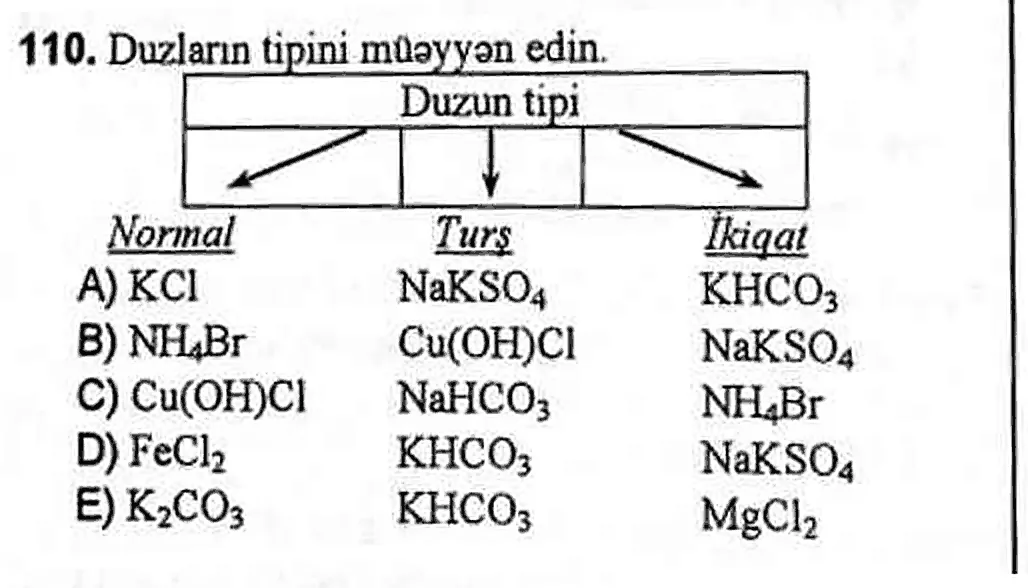 110. Duzların tipini müəyyən edin.
Duzun tipi
Normal Turş İkiqat
A) KCl NaKSO₄ KHCO₃
B) NH₄Br Cu(OH)Cl NaKSO₄
C) Cu(OH)Cl NaHCO₃ NH₄Br
D) FeCl₂ KHCO₃ NaKSO₄
E) K₂CO₃ KHCO₃ MgCl₂